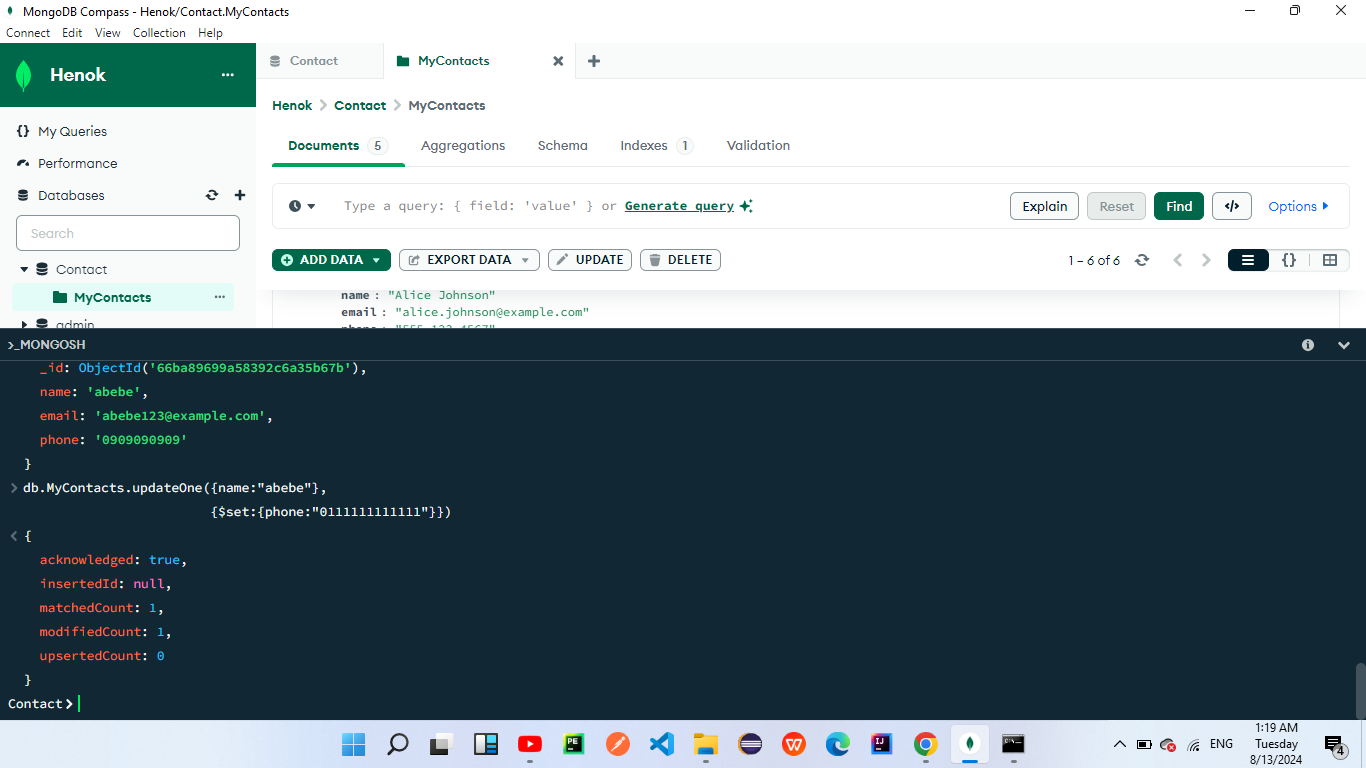 MongoDB Compass - Henok/Contact.MyContacts
Connect Edit View Collection Help
Henok
Contact MyContacts
Henok > Contact > MyContacts
{} My Queries
Performance
Databases
Search
Contact
MyContacts
admin
Documents 5 Aggregations Schema Indexes 1 Validation
Type a query: { field: 'value' } or Generate query
Explain Reset Find </> Options
ADD DATA EXPORT DATA UPDATE DELETE
1 – 6 of 6 {}
name : "Alice Johnson"
email : "alice.johnson@example.com"
phone : "555-123-4567"
>_MONGOSH
_id: ObjectId('66ba89699a58392c6a35b67b'),
name: 'abebe',
email: 'abebe123@example.com',
phone: '0909090909'
}
> db.MyContacts.updateOne({name:"abebe"},
{$set:{phone:"0111111111111"}})
< {
acknowledged: true,
insertedId: null,
matchedCount: 1,
modifiedCount: 1,
upsertedCount: 0
}
Contact>
PE
IJ
ENG
1:19 AM
Tuesday
8/13/2024
4